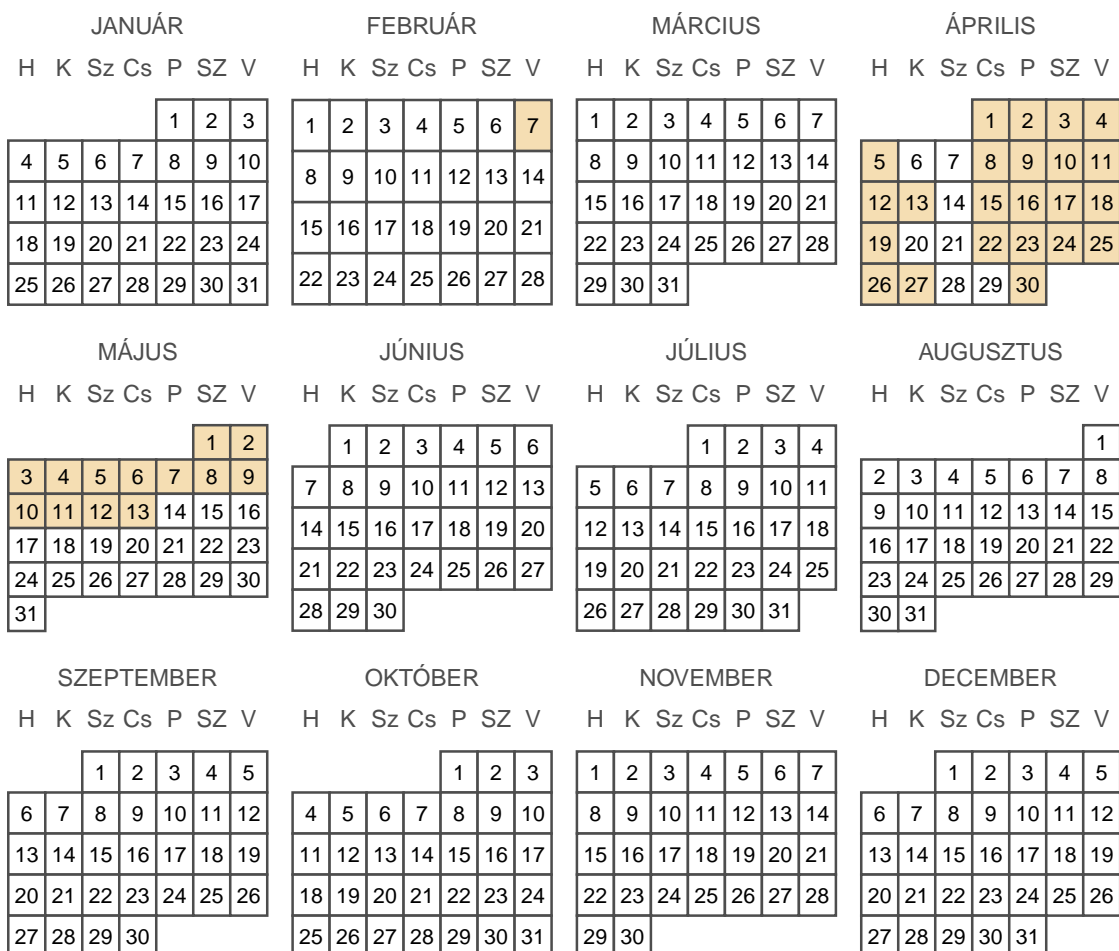 JANUÁR FEBRUÁR MÁRCIUS ÁPRILIS
H K Sz Cs P SZ V H K Sz Cs P SZ V H K Sz Cs P SZ V H K Sz Cs P SZ V
1 2 3 1 2 3 4 5 6 7 1 2 3 4 5 6 7 1 2 3 4
4 5 6 7 8 9 10 8 9 10 11 12 13 14 8 9 10 11 12 13 14 5 6 7 8 9 10 11
11 12 13 14 15 16 17 15 16 17 18 19 20 21 15 16 17 18 19 20 21 12 13 14 15 16 17 18
18 19 20 21 22 23 24 22 23 24 25 26 27 28 22 23 24 25 26 27 28 19 20 21 22 23 24 25
25 26 27 28 29 30 31 29 30 31 26 27 28 29 30
MÁJUS JÚNIUS JÚLIUS AUGUSZTUS
H K Sz Cs P SZ V H K Sz Cs P SZ V H K Sz Cs P SZ V H K Sz Cs P SZ V
1 2 1 2 3 4 5 6 1 2 3 4 1
3 4 5 6 7 8 9 7 8 9 10 11 12 13 5 6 7 8 9 10 11 2 3 4 5 6 7 8
10 11 12 13 14 15 16 14 15 16 17 18 19 20 12 13 14 15 16 17 18 9 10 11 12 13 14 15
17 18 19 20 21 22 23 21 22 23 24 25 26 27 19 20 21 22 23 24 25 16 17 18 19 20 21 22
24 25 26 27 28 29 30 28 29 30 26 27 28 29 30 31 23 24 25 26 27 28 29
31 30 31
SZEPTEMBER OKTÓBER NOVEMBER DECEMBER
H K Sz Cs P SZ V H K Sz Cs P SZ V H K Sz Cs P SZ V H K Sz Cs P SZ V
1 2 3 4 5 1 2 3 1 2 3 4 5 6 7 1 2 3 4 5
6 7 8 9 10 11 12 4 5 6 7 8 9 10 8 9 10 11 12 13 14 6 7 8 9 10 11 12
13 14 15 16 17 18 19 11 12 13 14 15 16 17 15 16 17 18 19 20 21 13 14 15 16 17 18 19
20 21 22 23 24 25 26 18 19 20 21 22 23 24 22 23 24 25 26 27 28 20 21 22 23 24 25 26
27 28 29 30 25 26 27 28 29 30 31 29 30 27 28 29 30 31